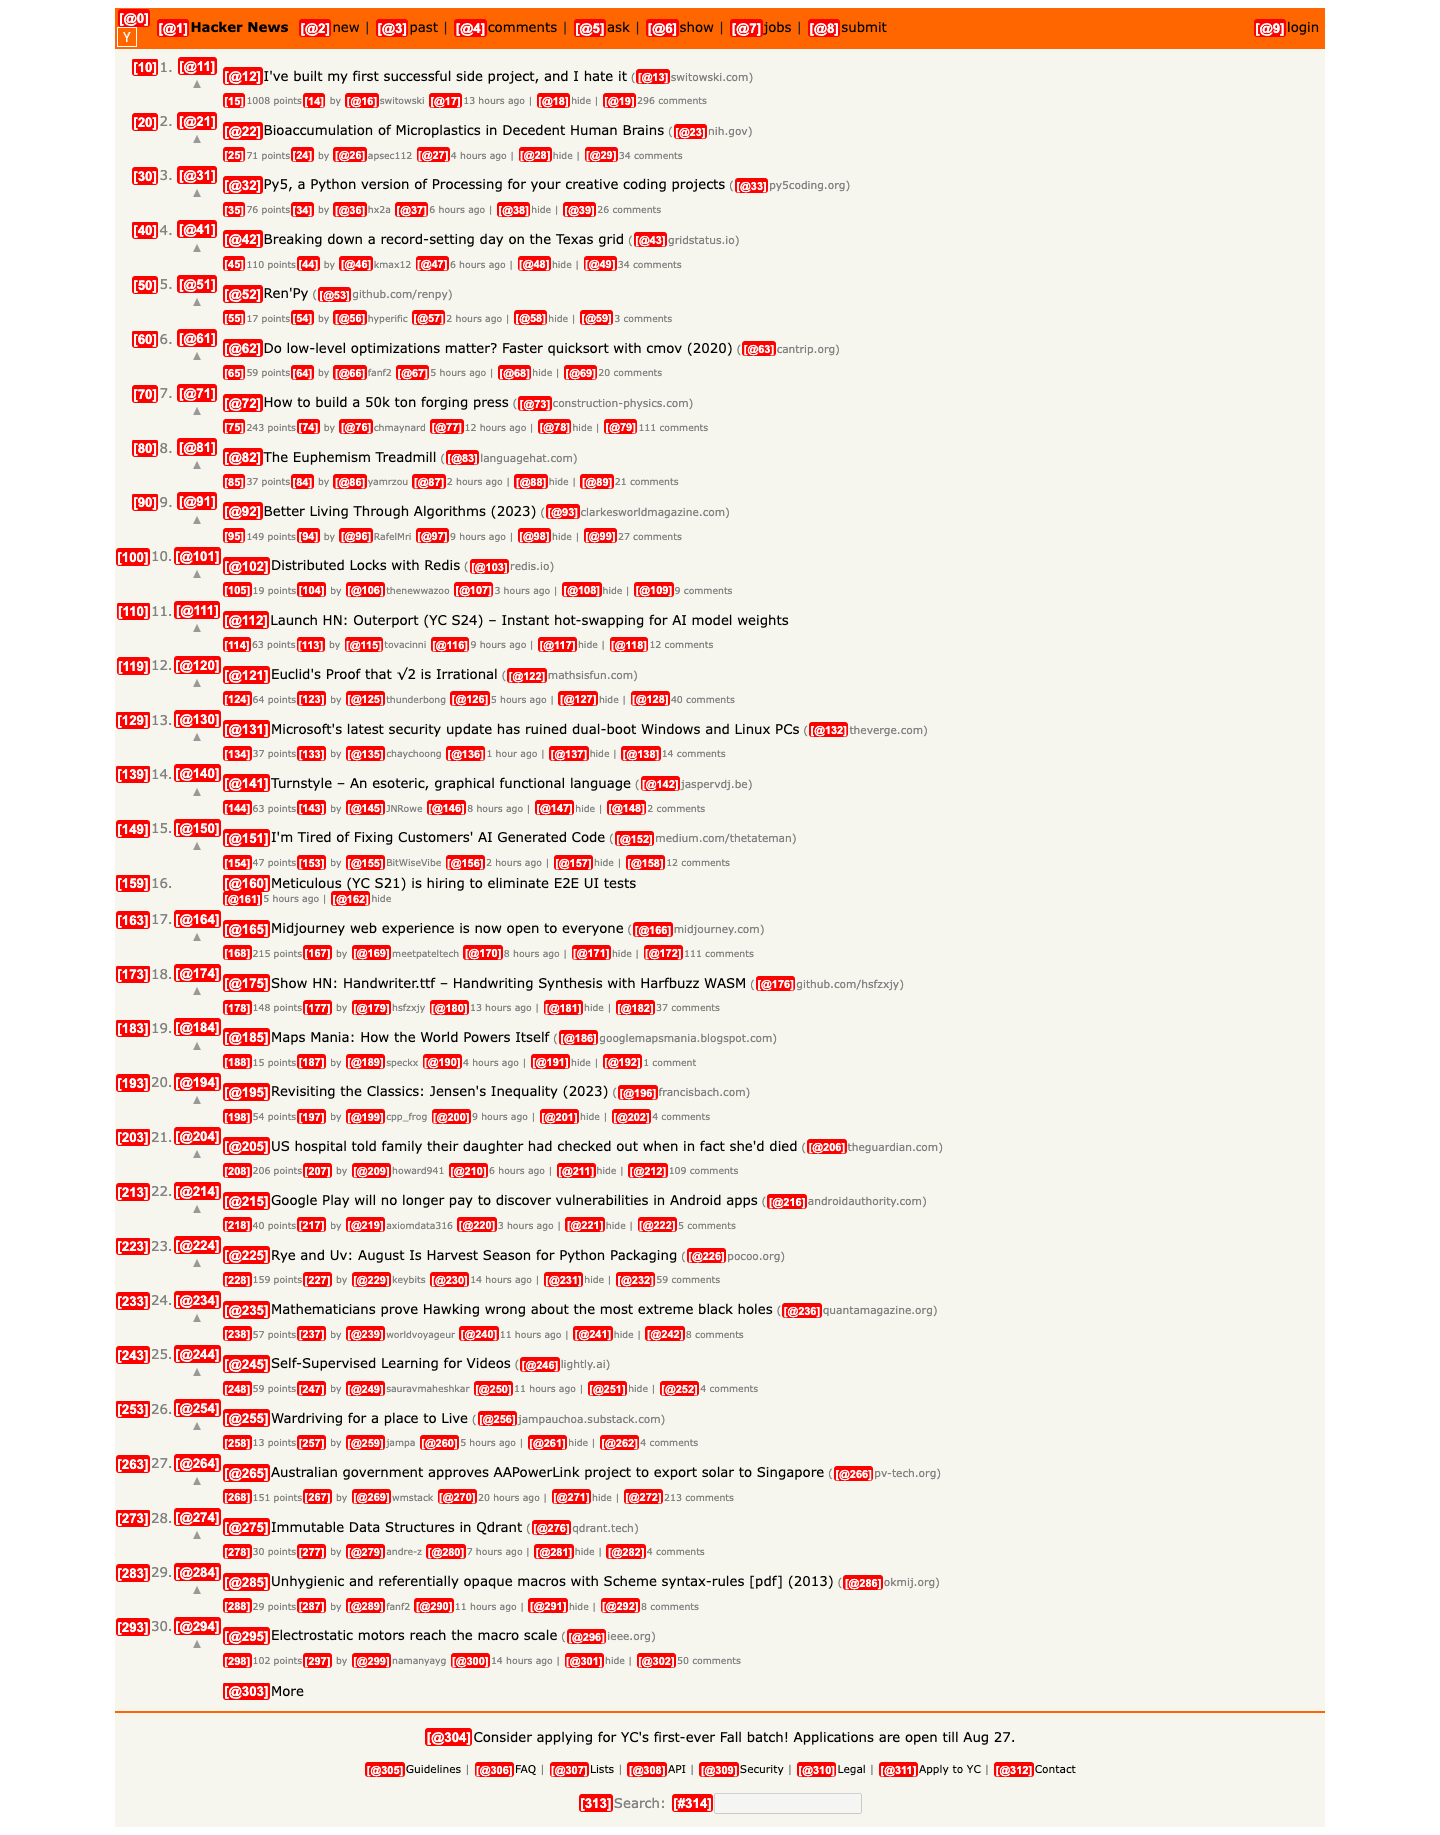 [@0] Y [@1] Hacker News [@2] new | [@3] past | [@4] comments | [@5] ask | [@6] show | [@7] jobs | [@8] submit [@9] login
[10] 1. [@11] ▲ [@12] I've built my first successful side project, and I hate it ( [@13] switowski.com)
[15] 1008 points [14] by [@16] switowski [@17] 13 hours ago | [@18] hide | [@19] 296 comments
[20] 2. [@21] ▲ [@22] Bioaccumulation of Microplastics in Decedent Human Brains ( [@23] nih.gov)
[25] 71 points [24] by [@26] apsec112 [@27] 4 hours ago | [@28] hide | [@29] 34 comments
[30] 3. [@31] ▲ [@32] Py5, a Python version of Processing for your creative coding projects ( [@33] py5coding.org)
[35] 76 points [34] by [@36] hx2a [@37] 6 hours ago | [@38] hide | [@39] 26 comments
[40] 4. [@41] ▲ [@42] Breaking down a record-setting day on the Texas grid ( [@43] gridstatus.io)
[45] 110 points [44] by [@46] kmax12 [@47] 6 hours ago | [@48] hide | [@49] 34 comments
[50] 5. [@51] ▲ [@52] Ren'Py ( [@53] github.com/renpy)
[55] 17 points [54] by [@56] hyperific [@57] 2 hours ago | [@58] hide | [@59] 3 comments
[60] 6. [@61] ▲ [@62] Do low-level optimizations matter? Faster quicksort with cmov (2020) ( [@63] cantrip.org)
[65] 59 points [64] by [@66] fanf2 [@67] 5 hours ago | [@68] hide | [@69] 20 comments
[70] 7. [@71] ▲ [@72] How to build a 50k ton forging press ( [@73] construction-physics.com)
[75] 243 points [74] by [@76] chmaynard [@77] 12 hours ago | [@78] hide | [@79] 111 comments
[80] 8. [@81] ▲ [@82] The Euphemism Treadmill ( [@83] languagehat.com)
[85] 37 points [84] by [@86] yamrzou [@87] 2 hours ago | [@88] hide | [@89] 21 comments
[90] 9. [@91] ▲ [@92] Better Living Through Algorithms (2023) ( [@93] clarkesworldmagazine.com)
[95] 149 points [94] by [@96] RafelMri [@97] 9 hours ago | [@98] hide | [@99] 27 comments
[100] 10. [@101] ▲ [@102] Distributed Locks with Redis ( [@103] redis.io)
[105] 19 points [104] by [@106] thenewwazoo [@107] 3 hours ago | [@108] hide | [@109] 9 comments
[110] 11. [@111] ▲ [@112] Launch HN: Outerport (YC S24) – Instant hot-swapping for AI model weights
[114] 63 points [113] by [@115] tovacinni [@116] 9 hours ago | [@117] hide | [@118] 12 comments
[119] 12. [@120] ▲ [@121] Euclid's Proof that √2 is Irrational ( [@122] mathsisfun.com)
[124] 64 points [123] by [@125] thunderbong [@126] 5 hours ago | [@127] hide | [@128] 40 comments
[129] 13. [@130] ▲ [@131] Microsoft's latest security update has ruined dual-boot Windows and Linux PCs ( [@132] theverge.com)
[134] 37 points [133] by [@135] chaychoong [@136] 1 hour ago | [@137] hide | [@138] 14 comments
[139] 14. [@140] ▲ [@141] Turnstyle – An esoteric, graphical functional language ( [@142] jaspervdj.be)
[144] 63 points [143] by [@145] JNRowe [@146] 8 hours ago | [@147] hide | [@148] 2 comments
[149] 15. [@150] ▲ [@151] I'm Tired of Fixing Customers' AI Generated Code ( [@152] medium.com/thetateman)
[154] 47 points [153] by [@155] BitWiseVibe [@156] 2 hours ago | [@157] hide | [@158] 12 comments
[159] 16. [@160] Meticulous (YC S21) is hiring to eliminate E2E UI tests
[@161] 5 hours ago | [@162] hide
[163] 17. [@164] ▲ [@165] Midjourney web experience is now open to everyone ( [@166] midjourney.com)
[168] 215 points [167] by [@169] meetpateltech [@170] 8 hours ago | [@171] hide | [@172] 111 comments
[173] 18. [@174] ▲ [@175] Show HN: Handwriter.ttf – Handwriting Synthesis with Harfbuzz WASM ( [@176] github.com/hsfzxjy)
[178] 148 points [177] by [@179] hsfzxjy [@180] 13 hours ago | [@181] hide | [@182] 37 comments
[183] 19. [@184] ▲ [@185] Maps Mania: How the World Powers Itself ( [@186] googlemapsmania.blogspot.com)
[188] 15 points [187] by [@189] speckx [@190] 4 hours ago | [@191] hide | [@192] 1 comment
[193] 20. [@194] ▲ [@195] Revisiting the Classics: Jensen's Inequality (2023) ( [@196] francisbach.com)
[198] 54 points [197] by [@199] cpp_frog [@200] 9 hours ago | [@201] hide | [@202] 4 comments
[203] 21. [@204] ▲ [@205] US hospital told family their daughter had checked out when in fact she'd died ( [@206] theguardian.com)
[208] 206 points [207] by [@209] howard941 [@210] 6 hours ago | [@211] hide | [@212] 109 comments
[213] 22. [@214] ▲ [@215] Google Play will no longer pay to discover vulnerabilities in Android apps ( [@216] androidauthority.com)
[218] 40 points [217] by [@219] axiomdata316 [@220] 3 hours ago | [@221] hide | [@222] 5 comments
[223] 23. [@224] ▲ [@225] Rye and Uv: August Is Harvest Season for Python Packaging ( [@226] pocoo.org)
[228] 159 points [227] by [@229] keybits [@230] 14 hours ago | [@231] hide | [@232] 59 comments
[233] 24. [@234] ▲ [@235] Mathematicians prove Hawking wrong about the most extreme black holes ( [@236] quantamagazine.org)
[238] 57 points [237] by [@239] worldvoyageur [@240] 11 hours ago | [@241] hide | [@242] 8 comments
[243] 25. [@244] ▲ [@245] Self-Supervised Learning for Videos ( [@246] lightly.ai)
[248] 59 points [247] by [@249] sauravmaheshkar [@250] 11 hours ago | [@251] hide | [@252] 4 comments
[253] 26. [@254] ▲ [@255] Wardriving for a place to Live ( [@256] jampauchoa.substack.com)
[258] 13 points [257] by [@259] jampa [@260] 5 hours ago | [@261] hide | [@262] 4 comments
[263] 27. [@264] ▲ [@265] Australian government approves AAPowerLink project to export solar to Singapore ( [@266] pv-tech.org)
[268] 151 points [267] by [@269] wmstack [@270] 20 hours ago | [@271] hide | [@272] 213 comments
[273] 28. [@274] ▲ [@275] Immutable Data Structures in Qdrant ( [@276] qdrant.tech)
[278] 30 points [277] by [@279] andre-z [@280] 7 hours ago | [@281] hide | [@282] 4 comments
[283] 29. [@284] ▲ [@285] Unhygienic and referentially opaque macros with Scheme syntax-rules [pdf] (2013) ( [@286] okmij.org)
[288] 29 points [287] by [@289] fanf2 [@290] 11 hours ago | [@291] hide | [@292] 8 comments
[293] 30. [@294] ▲ [@295] Electrostatic motors reach the macro scale ( [@296] ieee.org)
[298] 102 points [297] by [@299] namanyayg [@300] 14 hours ago | [@301] hide | [@302] 50 comments
[@303] More
[@304] Consider applying for YC's first-ever Fall batch! Applications are open till Aug 27.
[@305] Guidelines | [@306] FAQ | [@307] Lists | [@308] API | [@309] Security | [@310] Legal | [@311] Apply to YC | [@312] Contact
[313] Search: [#314]